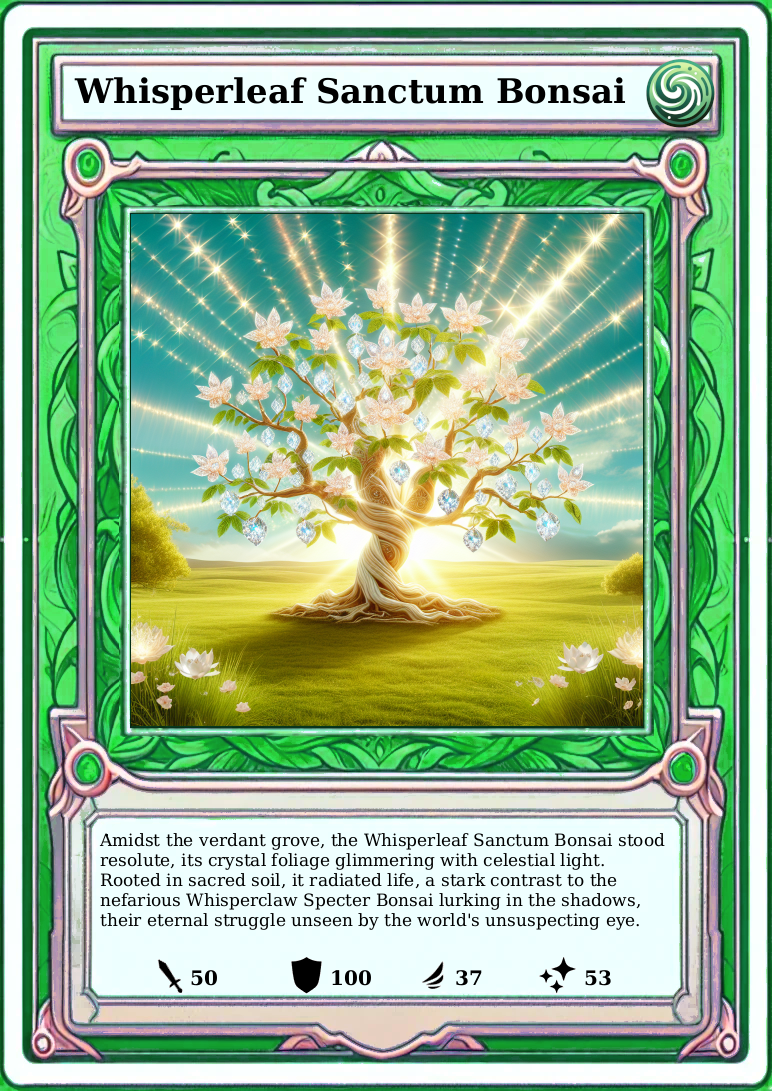 Whisperleaf Sanctum Bonsai
Amidst the verdant grove, the Whisperleaf Sanctum Bonsai stood
resolute, its crystal foliage glimmering with celestial light.
Rooted in sacred soil, it radiated life, a stark contrast to the
nefarious Whisperclaw Specter Bonsai lurking in the shadows,
their eternal struggle unseen by the world's unsuspecting eye.
50 100 37 53